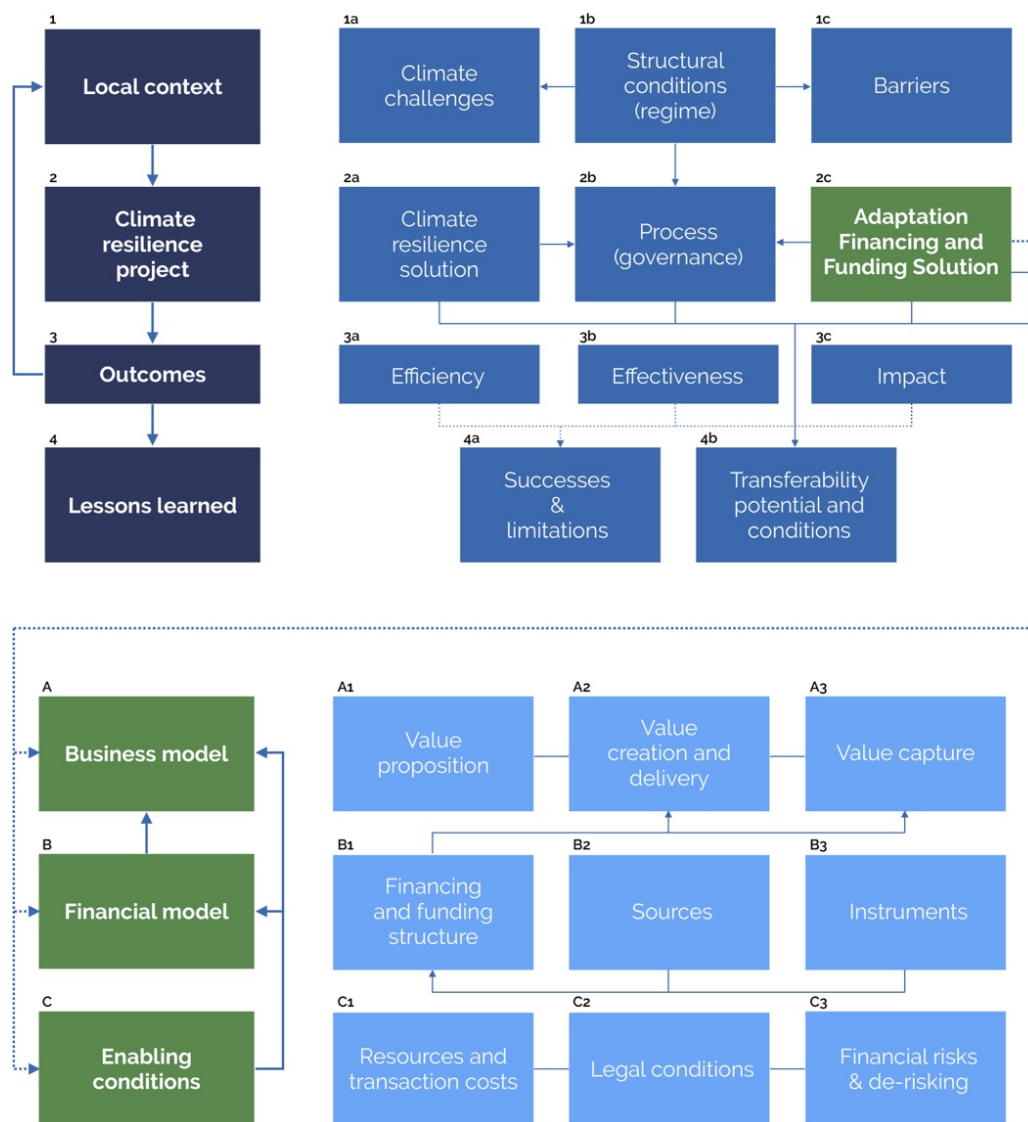 1
Local context
1a
Climate
challenges
1b
Structural
conditions
(regime)
1c
Barriers
2
Climate
resilience
project
2a
Climate
resilience
solution
2b
Process
(governance)
2c
Adaptation
Financing and
Funding Solution
3
Outcomes
3a
Efficiency
3b
Effectiveness
3c
Impact
4
Lessons learned
4a
Successes
&
limitations
4b
Transferability
potential and
conditions
A
Business model
A1
Value
proposition
A2
Value
creation and
delivery
A3
Value capture
B
Financial model
B1
Financing
and funding
structure
B2
Sources
B3
Instruments
C
Enabling
conditions
C1
Resources and
transaction costs
C2
Legal conditions
C3
Financial risks
& de-risking